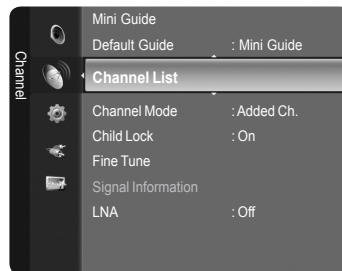 Channel
Mini Guide
Default Guide : Mini Guide
Channel List
Channel Mode : Added Ch.
Child Lock : On
Fine Tune
Signal Information
LNA : Off